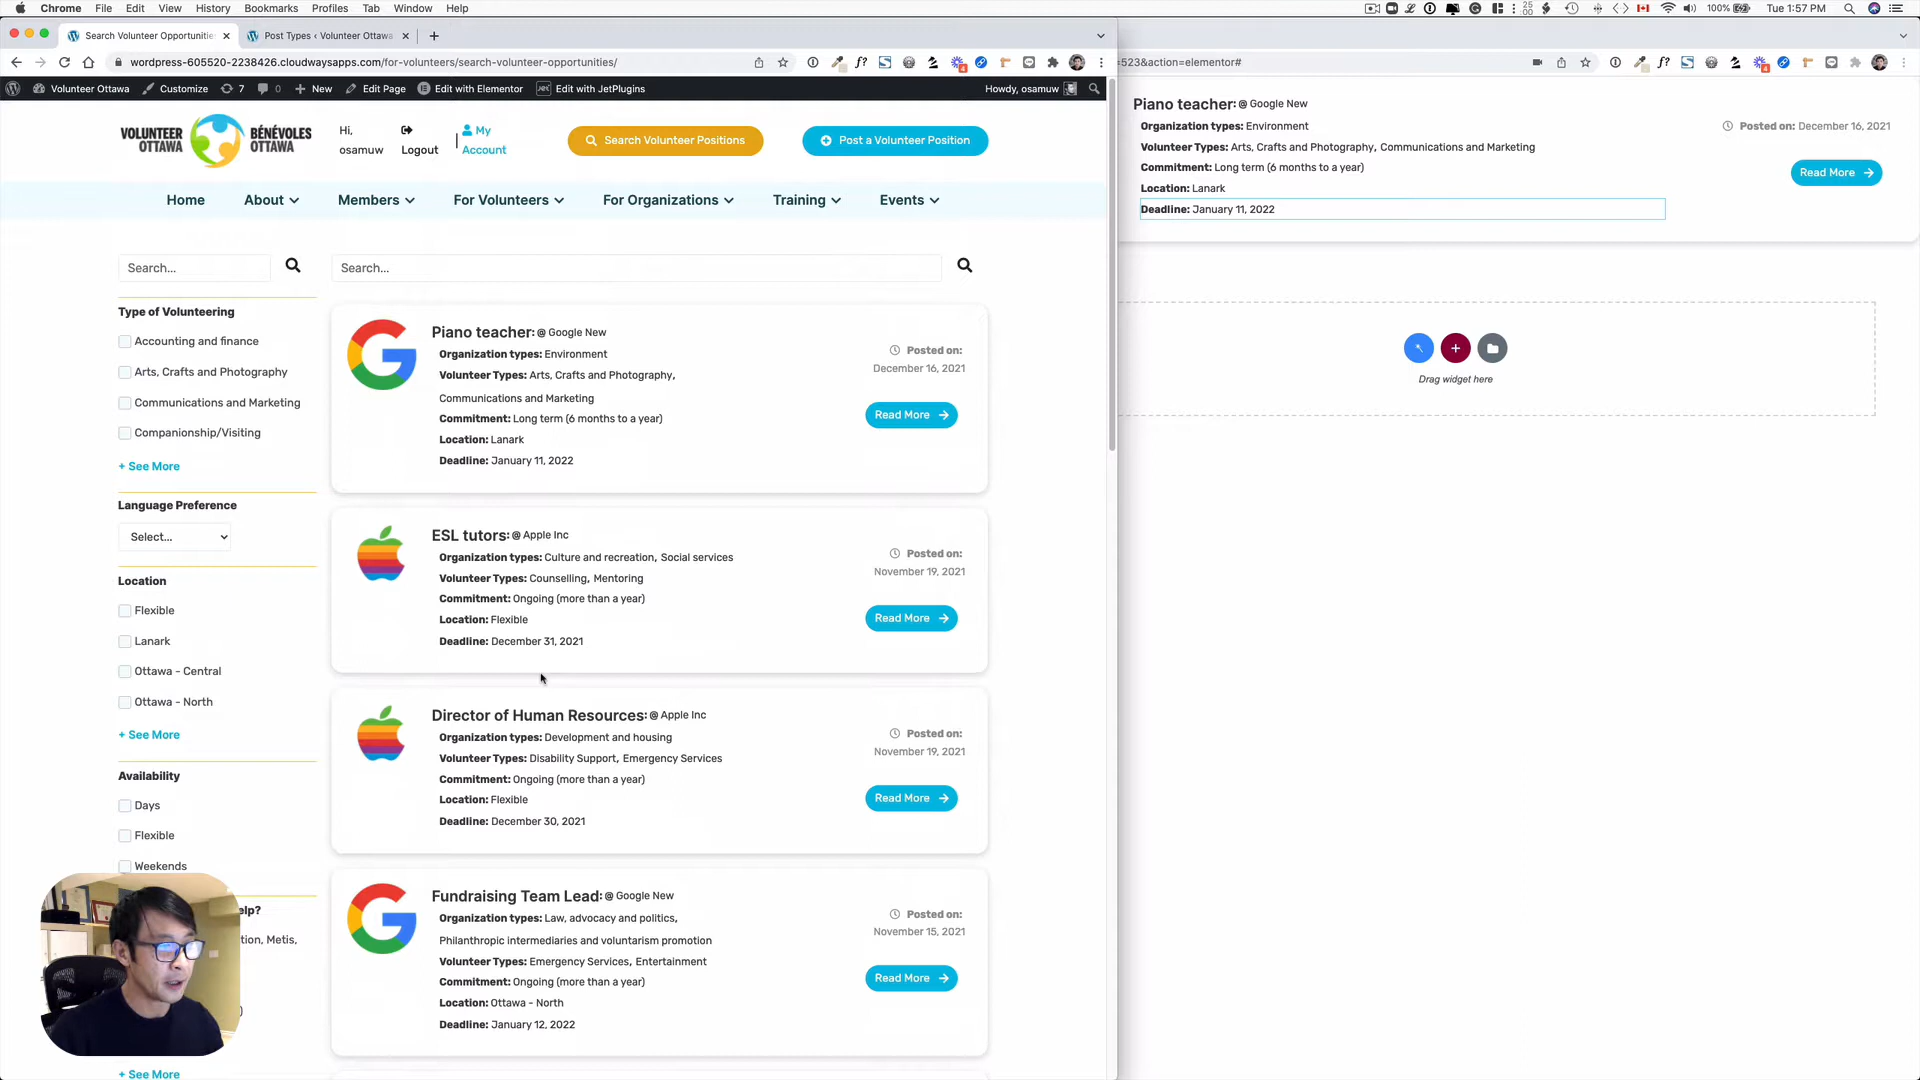 Chrome File Edit View History Bookmarks Profiles Tab Window Help
25
00
100%
Tue 1:57 PM
Search Volunteer Opportunitie
Post Types ‹ Volunteer Ottawa
wordpress-605520-2238426.cloudwaysapps.com/for-volunteers/search-volunteer-opportunities/
=523&action=elementor#
Volunteer Ottawa Customize 7 0 New Edit Page Edit with Elementor Edit with JetPlugins
Howdy, osamuw
VOLUNTEER
OTTAWA
BÉNÉVOLES
OTTAWA
Hi,
osamuw
Logout
My
Account
Search Volunteer Positions
Post a Volunteer Position
Home About Members For Volunteers For Organizations Training Events
Search...
Type of Volunteering
Accounting and finance
Arts, Crafts and Photography
Communications and Marketing
Companionship/Visiting
+ See More
Language Preference
Select...
Location
Flexible
Lanark
Ottawa - Central
Ottawa - North
+ See More
Availability
Days
Flexible
Weekends
elp?
tion, Metis,
)
+ See More
Search...
Piano teacher: @ Google New
Organization types: Environment
Volunteer Types: Arts, Crafts and Photography,
Communications and Marketing
Commitment: Long term (6 months to a year)
Location: Lanark
Deadline: January 11, 2022
Posted on:
December 16, 2021
Read More
ESL tutors: @ Apple Inc
Organization types: Culture and recreation, Social services
Volunteer Types: Counselling, Mentoring
Commitment: Ongoing (more than a year)
Location: Flexible
Deadline: December 31, 2021
Posted on:
November 19, 2021
Read More
Director of Human Resources: @ Apple Inc
Organization types: Development and housing
Volunteer Types: Disability Support, Emergency Services
Commitment: Ongoing (more than a year)
Location: Flexible
Deadline: December 30, 2021
Posted on:
November 19, 2021
Read More
Fundraising Team Lead: @ Google New
Organization types: Law, advocacy and politics,
Philanthropic intermediaries and voluntarism promotion
Volunteer Types: Emergency Services, Entertainment
Commitment: Ongoing (more than a year)
Location: Ottawa - North
Deadline: January 12, 2022
Posted on:
November 15, 2021
Read More
Piano teacher: @ Google New
Organization types: Environment
Volunteer Types: Arts, Crafts and Photography, Communications and Marketing
Commitment: Long term (6 months to a year)
Location: Lanark
Deadline: January 11, 2022
Posted on: December 16, 2021
Read More
Drag widget here